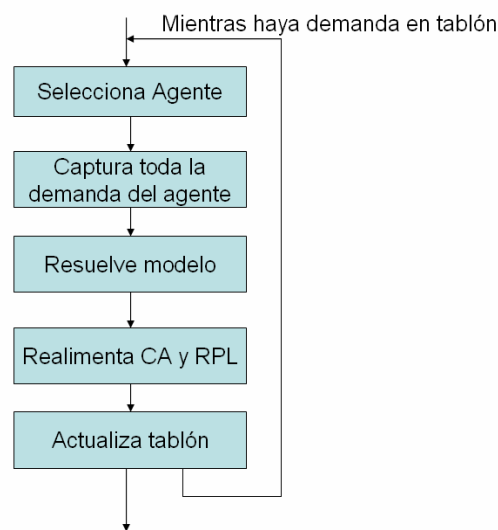 Mientras haya demanda en tablón
Selecciona Agente
Captura toda la
demanda del agente
Resuelve modelo
Realimenta CA y RPL
Actualiza tablón